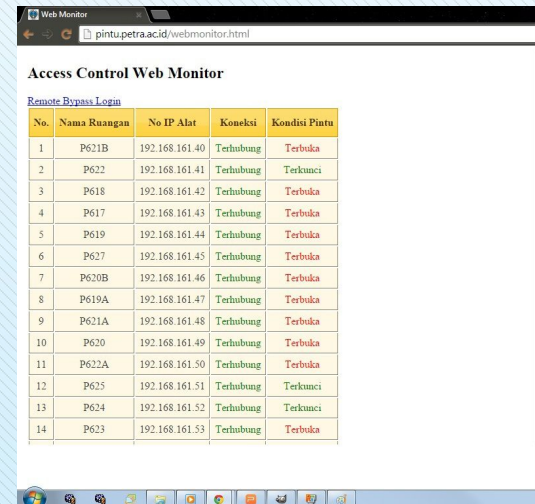 Web Monitor
pintu.petra.ac.id/webmonitor.html
Access Control Web Monitor
Remote Bypass Login
No. Nama Ruangan No IP Alat Koneksi Kondisi Pintu
1 P621B 192.168.161.40 Terhubung Terbuka
2 P622 192.168.161.41 Terhubung Terkunci
3 P618 192.168.161.42 Terhubung Terbuka
4 P617 192.168.161.43 Terhubung Terbuka
5 P619 192.168.161.44 Terhubung Terbuka
6 P627 192.168.161.45 Terhubung Terbuka
7 P620B 192.168.161.46 Terhubung Terbuka
8 P619A 192.168.161.47 Terhubung Terbuka
9 P621A 192.168.161.48 Terhubung Terbuka
10 P620 192.168.161.49 Terhubung Terbuka
11 P622A 192.168.161.50 Terhubung Terbuka
12 P625 192.168.161.51 Terhubung Terkunci
13 P624 192.168.161.52 Terhubung Terkunci
14 P623 192.168.161.53 Terhubung Terbuka